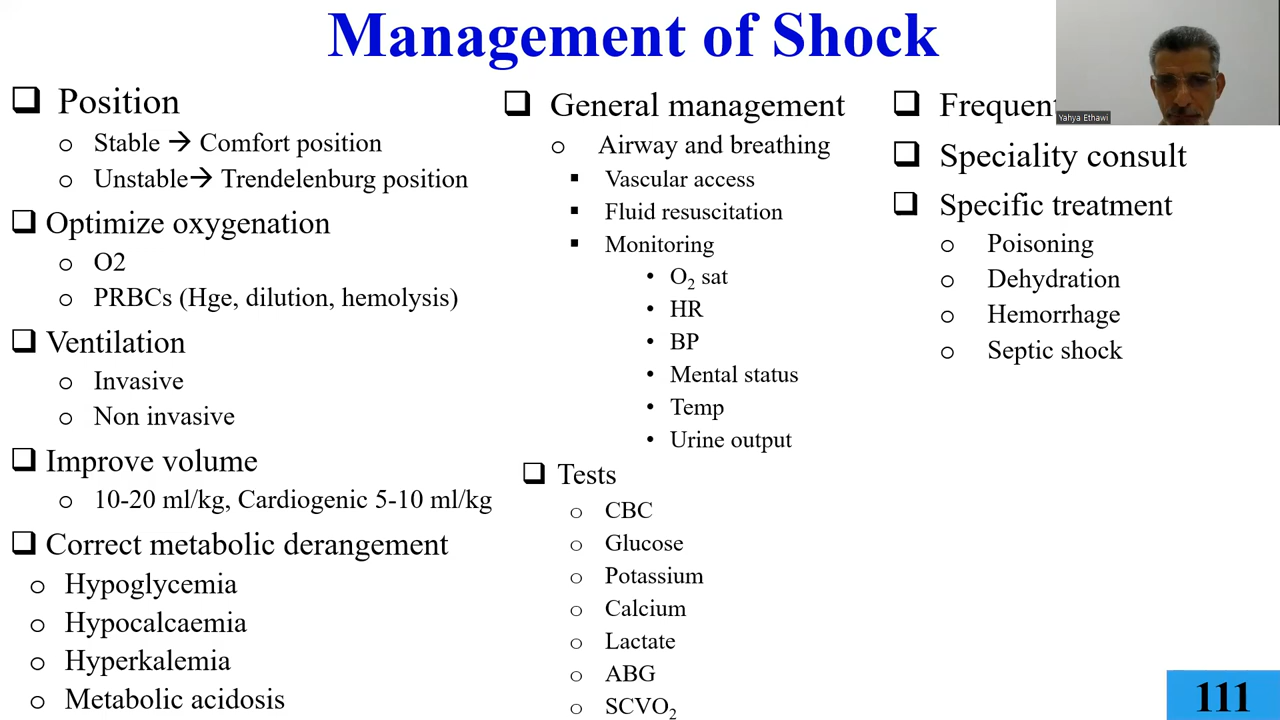 Management of Shock
Position
Stable → Comfort position
Unstable→ Trendelenburg position
Optimize oxygenation
O2
PRBCs (Hge, dilution, hemolysis)
Ventilation
Invasive
Non invasive
Improve volume
10-20 ml/kg, Cardiogenic 5-10 ml/kg
Correct metabolic derangement
Hypoglycemia
Hypocalcaemia
Hyperkalemia
Metabolic acidosis
General management
Airway and breathing
Vascular access
Fluid resuscitation
Monitoring
O₂ sat
HR
BP
Mental status
Temp
Urine output
Tests
CBC
Glucose
Potassium
Calcium
Lactate
ABG
SCVO₂
Frequent
Speciality consult
Specific treatment
Poisoning
Dehydration
Hemorrhage
Septic shock
Yahya Ethawi
111